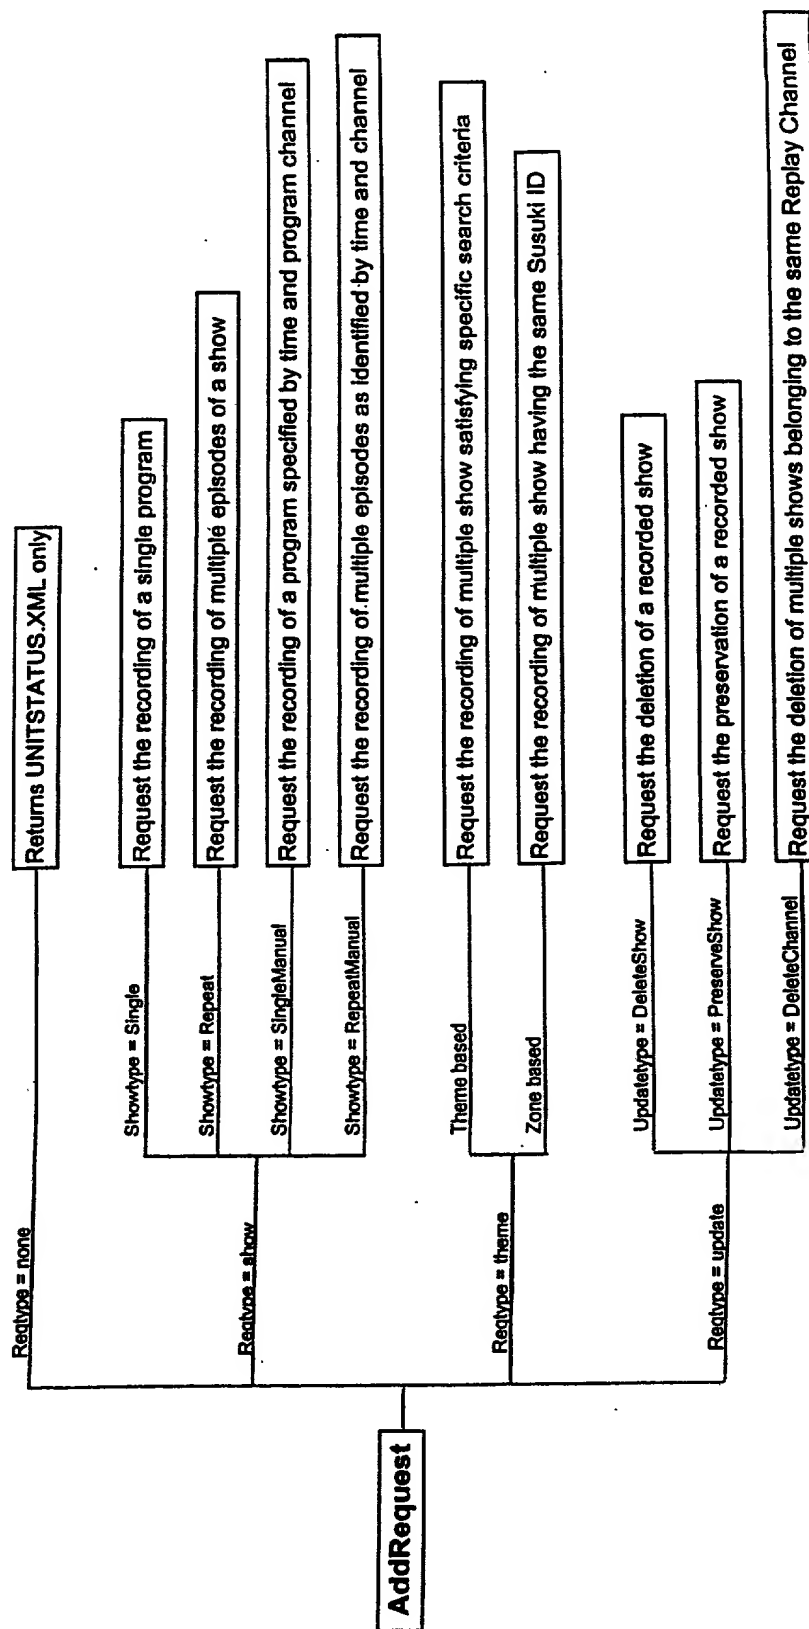 AddRequest
Reqtype = none
Returns UNITSTATUS.XML only
Reqtype = show
Showtype = Single
Request the recording of a single program
Showtype = Repeat
Request the recording of multiple episodes of a show
Showtype = SingleManual
Request the recording of a program specified by time and program channel
Showtype = RepeatManual
Request the recording of multiple episodes as identified by time and channel
Reqtype = theme
Theme based
Request the recording of multiple show satisfying specific search criteria
Zone based
Request the recording of multiple show having the same Susuki ID
Reqtype = update
Updatetype = DeleteShow
Request the deletion of a recorded show
Updatetype = PreserveShow
Request the preservation of a recorded show
Updatetype = DeleteChannel
Request the deletion of multiple shows belonging to the same Replay Channel